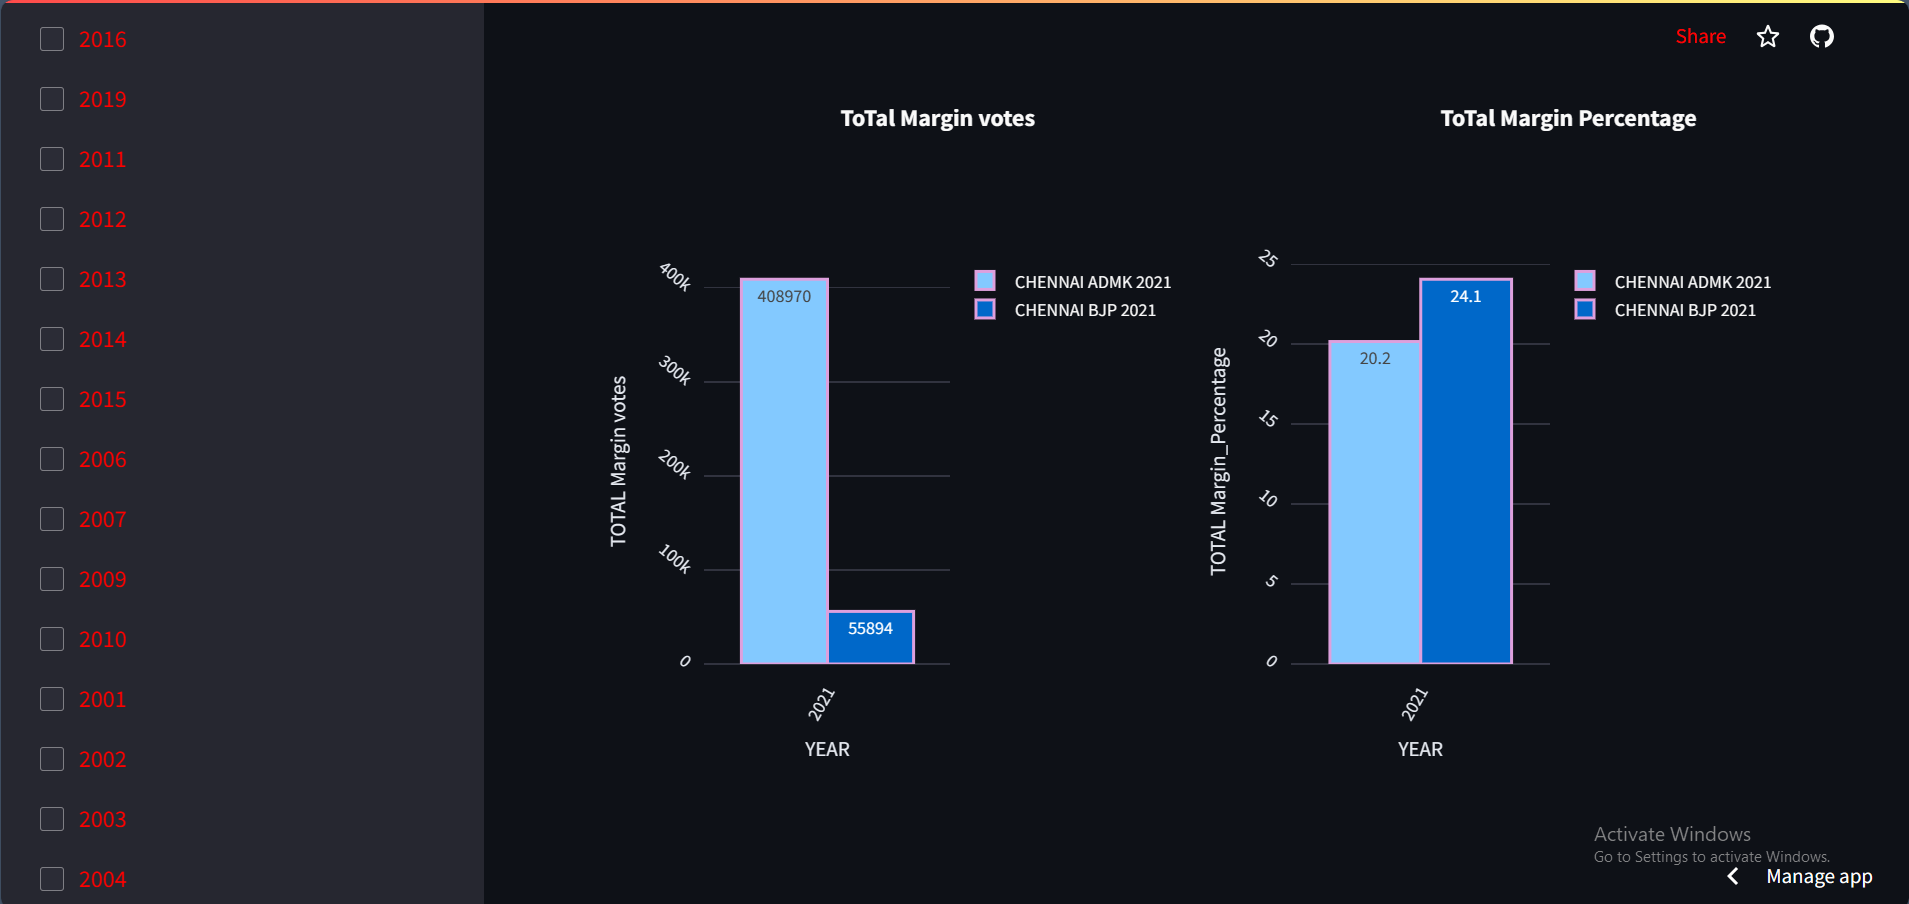 2016
2019
2011
2012
2013
2014
2015
2006
2007
2009
2010
2001
2002
2003
2004
Share
ToTal Margin votes
400k
300k
200k
100k
0
TOTAL Margin votes
408970
55894
2021
YEAR
CHENNAI ADMK 2021
CHENNAI BJP 2021
ToTal Margin Percentage
25
20
15
10
5
0
TOTAL Margin_Percentage
20.2
24.1
2021
YEAR
CHENNAI ADMK 2021
CHENNAI BJP 2021
Activate Windows
Go to Settings to activate Windows.
Manage app